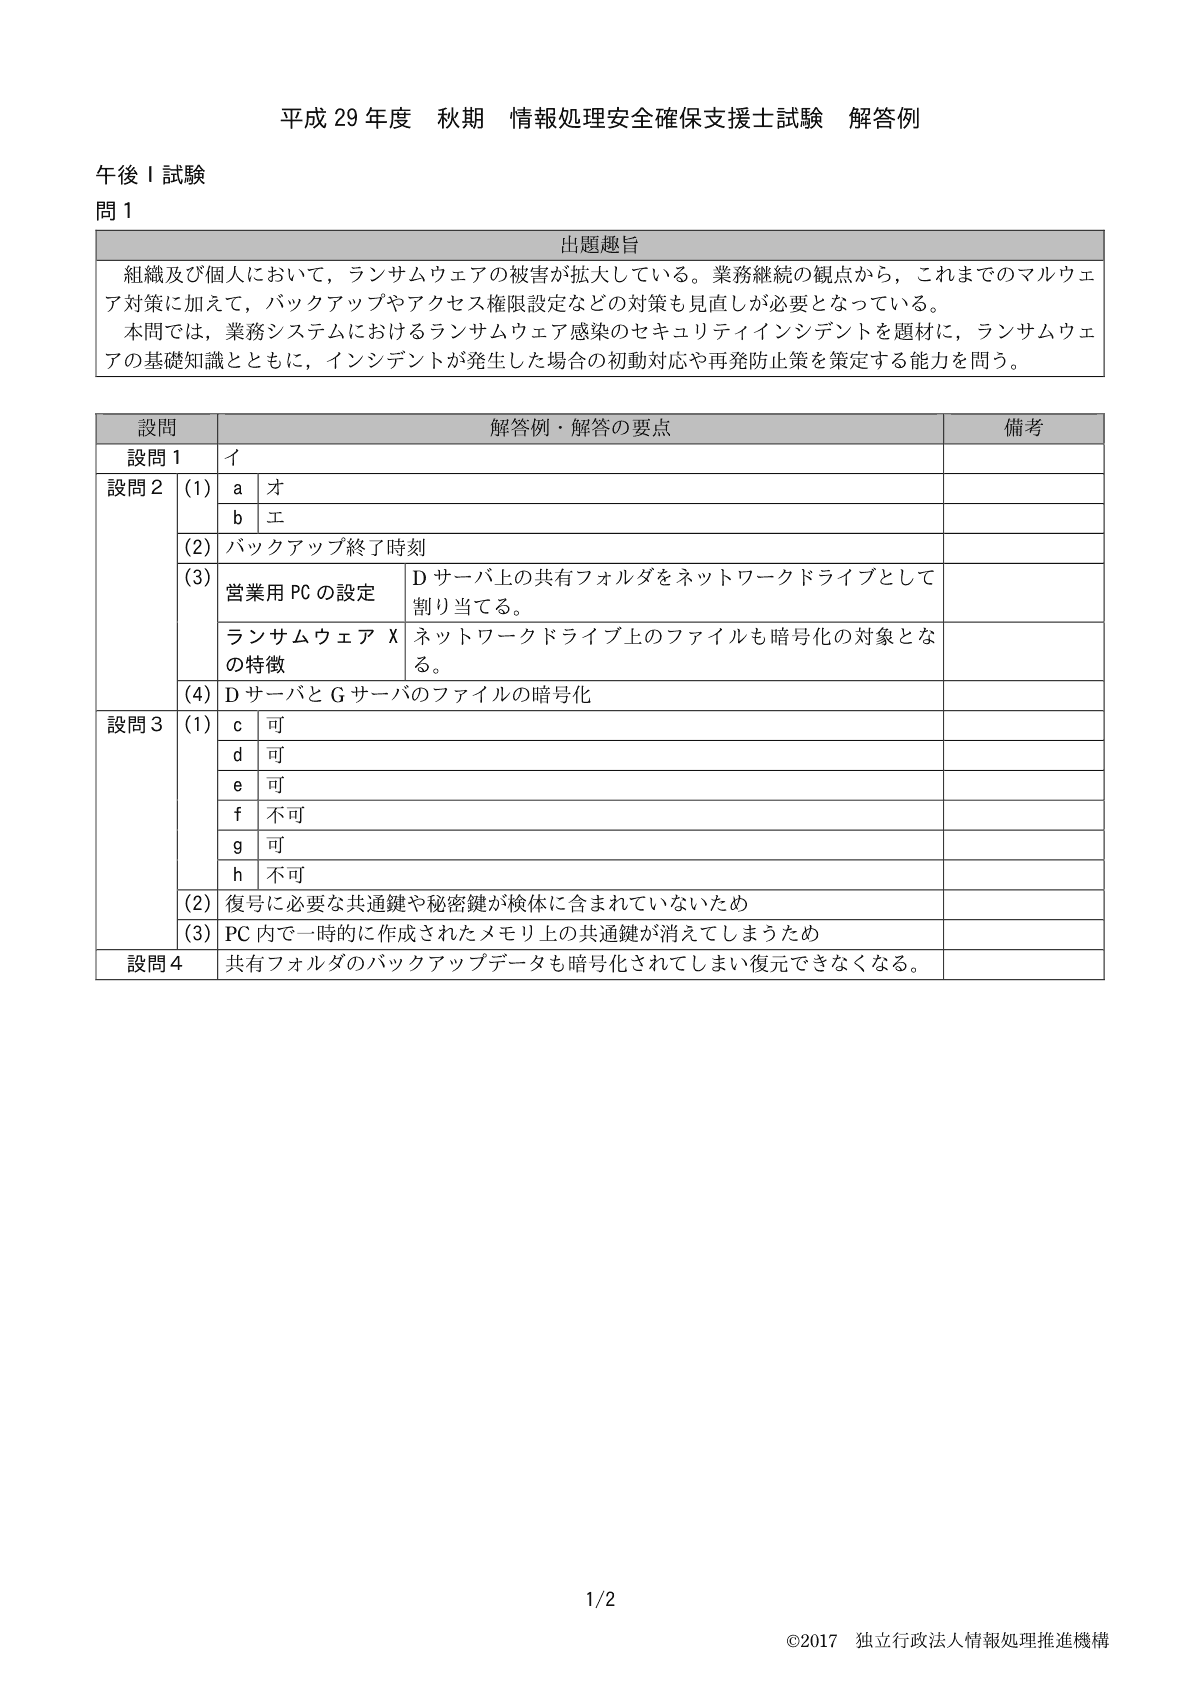 平成 29 年度　秋期　情報処理安全確保支援士試験　解答例
午後Ⅰ試験
問 1
出題趣旨
　組織及び個人において，ランサムウェアの被害が拡大している。業務継続の観点から，これまでのマルウェ
ア対策に加えて，バックアップやアクセス権限設定などの対策も見直しが必要となっている。
　本問では，業務システムにおけるランサムウェア感染のセキュリティインシデントを題材に，ランサムウェ
アの基礎知識とともに，インシデントが発生した場合の初動対応や再発防止策を策定する能力を問う。
設問 解答例・解答の要点 備考
設問 1 イ
設問 2 (1) a オ
b エ
(2) バックアップ終了時刻
(3) 営業用 PC の設定 D サーバ上の共有フォルダをネットワークドライブとして
割り当てる。
ランサムウェア X ネットワークドライブ上のファイルも暗号化の対象とな
の特徴 る。
(4) D サーバと G サーバのファイルの暗号化
設問 3 (1) c 可
d 可
e 可
f 不可
g 可
h 不可
(2) 復号に必要な共通鍵や秘密鍵が検体に含まれていないため
(3) PC 内で一時的に作成されたメモリ上の共通鍵が消えてしまうため
設問 4 共有フォルダのバックアップデータも暗号化されてしまい復元できなくなる。
1/2
©2017　独立行政法人情報処理推進機構